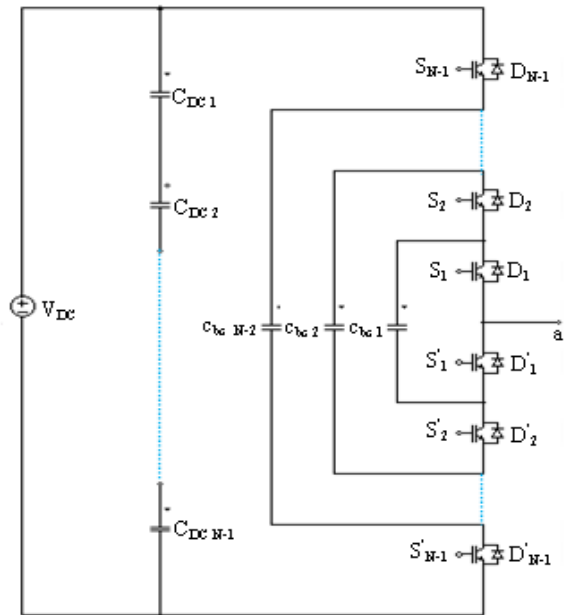 S_N-1 D_N-1
C_DC 1
C_DC 2
S_2 D_2
S_1 D_1
V_DC
C_bc N-2 C_bc 2 C_bc 1
a
S'_1 D'_1
S'_2 D'_2
C_DC N-1
S'_N-1 D'_N-1